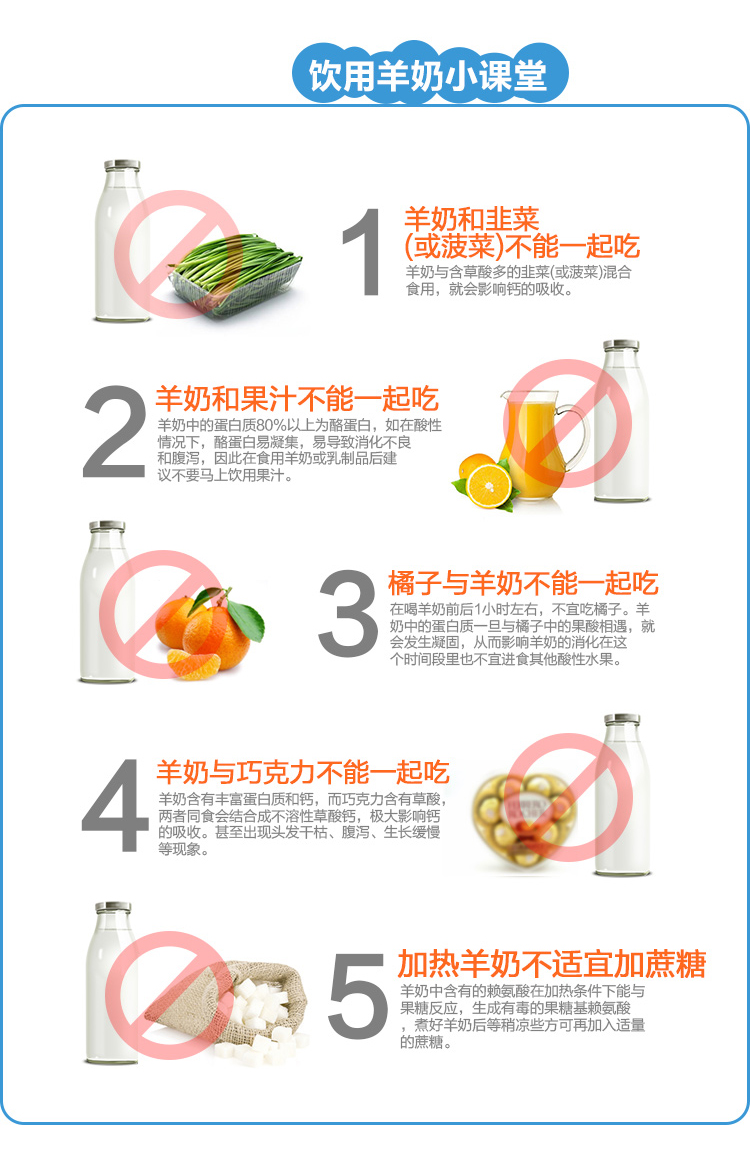 饮用羊奶小课堂
1
羊奶和韭菜
(或菠菜)不能一起吃
羊奶与含草酸多的韭菜(或菠菜)混合
食用，就会影响钙的吸收。
2
羊奶和果汁不能一起吃
羊奶中的蛋白质80%以上为酪蛋白，如在酸性
情况下，酪蛋白易凝集，易导致消化不良
和腹泻，因此在食用羊奶或乳制品后建
议不要马上饮用果汁。
3
橘子与羊奶不能一起吃
在喝羊奶前后1小时左右，不宜吃橘子。羊
奶中的蛋白质一旦与橘子中的果酸相遇，就
会发生凝固，从而影响羊奶的消化在这
个时间段里也不宜进食其他酸性水果。
4
羊奶与巧克力不能一起吃
羊奶含有丰富蛋白质和钙，而巧克力含有草酸，
两者同食会结合成不溶性草酸钙，极大影响钙
的吸收。甚至出现头发干枯、腹泻、生长缓慢
等现象。
5
加热羊奶不适宜加蔗糖
羊奶中含有的赖氨酸在加热条件下能与
果糖反应，生成有毒的果糖基赖氨酸
，煮好羊奶后等稍凉些方可再加入适量
的蔗糖。